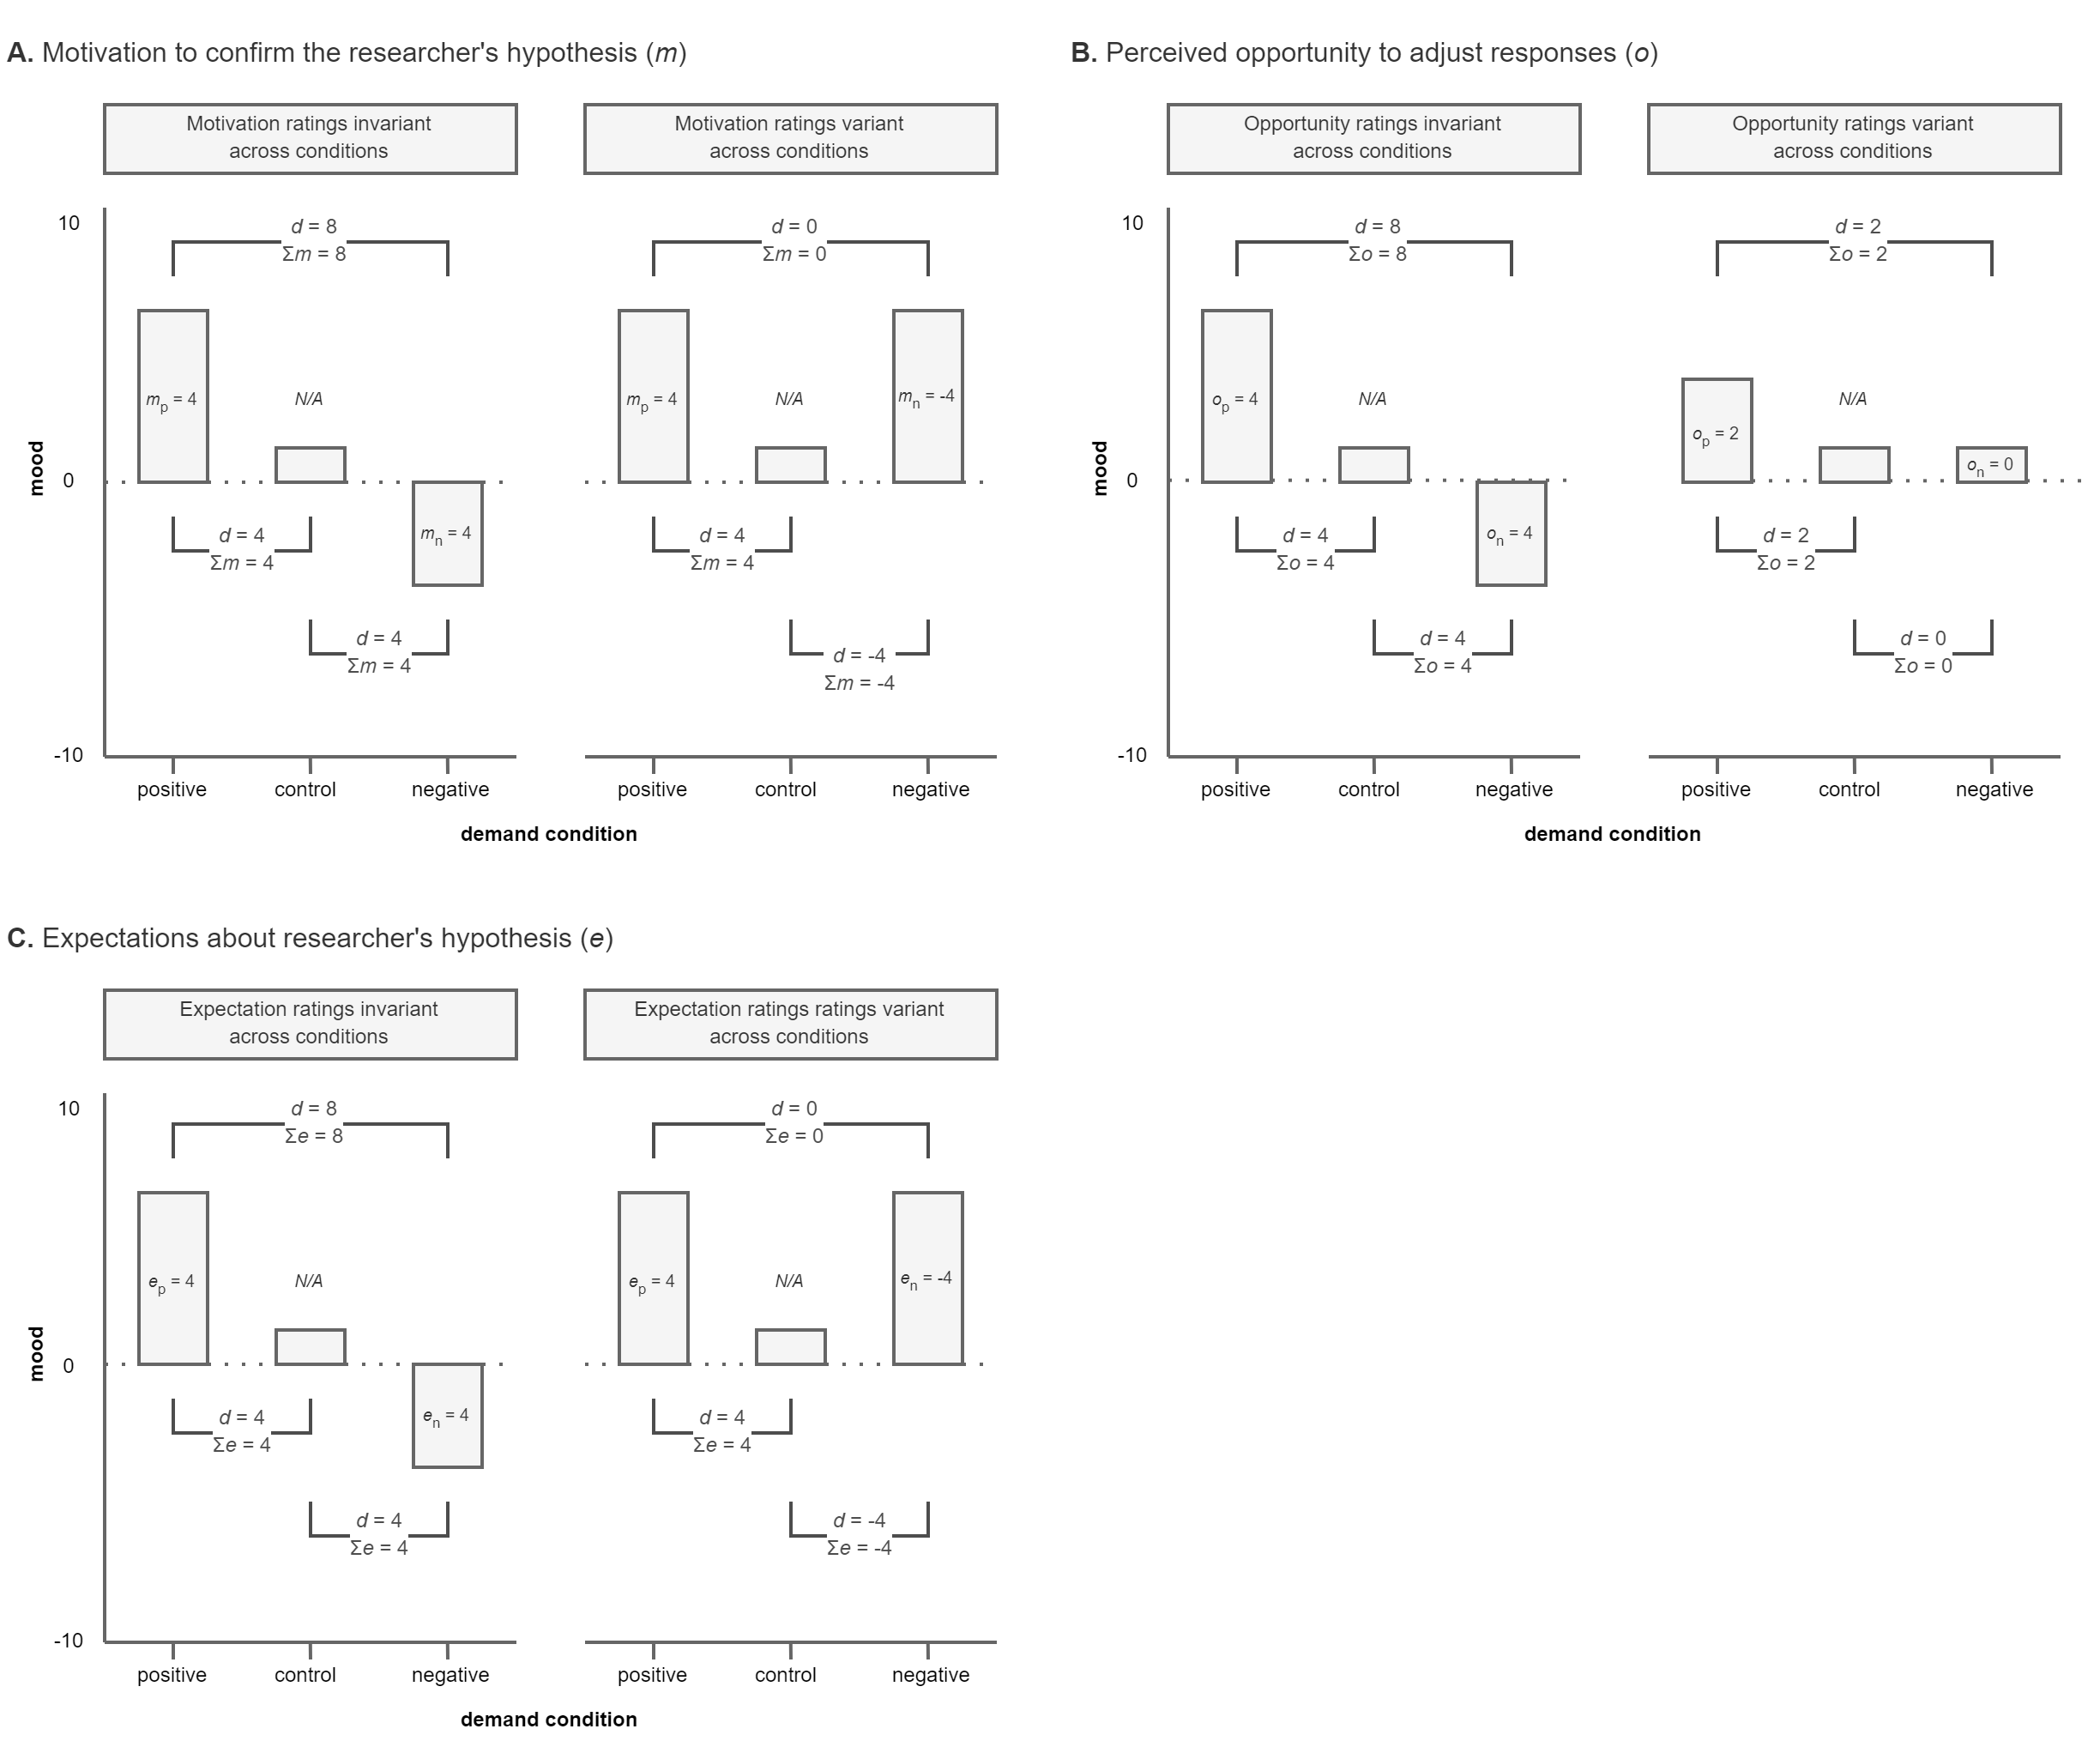 A. Motivation to confirm the researcher's hypothesis (m)
Motivation ratings invariant
across conditions
Motivation ratings variant
across conditions
10
d = 8
Σm = 8
d = 0
Σm = 0
mp = 4
N/A
mp = 4
N/A
mn = -4
mood
0
d = 4
Σm = 4
mn = 4
d = 4
Σm = 4
d = 4
Σm = 4
d = -4
Σm = -4
-10
positive
control
negative
positive
control
negative
demand condition
B. Perceived opportunity to adjust responses (o)
Opportunity ratings invariant
across conditions
Opportunity ratings variant
across conditions
10
d = 8
Σo = 8
d = 2
Σo = 2
op = 4
N/A
N/A
op = 2
on = 0
mood
0
d = 4
Σo = 4
on = 4
d = 2
Σo = 2
d = 4
Σo = 4
d = 0
Σo = 0
-10
positive
control
negative
positive
control
negative
demand condition
C. Expectations about researcher's hypothesis (e)
Expectation ratings invariant
across conditions
Expectation ratings ratings variant
across conditions
10
d = 8
Σe = 8
d = 0
Σe = 0
ep = 4
N/A
ep = 4
N/A
en = -4
mood
0
d = 4
Σe = 4
en = 4
d = 4
Σe = 4
d = 4
Σe = 4
d = -4
Σe = -4
-10
positive
control
negative
positive
control
negative
demand condition